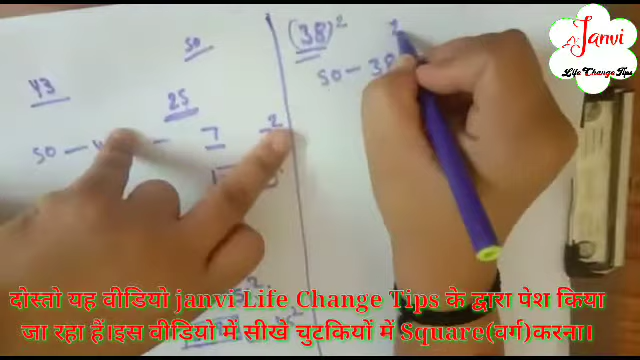 50
43
25
50 —
7
2
(38)²
50 — 38
2
Janvi
Life Change Tips
दोस्तो यह वीडियो janvi Life Change Tips के द्वारा पेश किया
जा रहा हैं।इस वीडियो में सीखे चुटकियों में Square(वर्ग)करना।